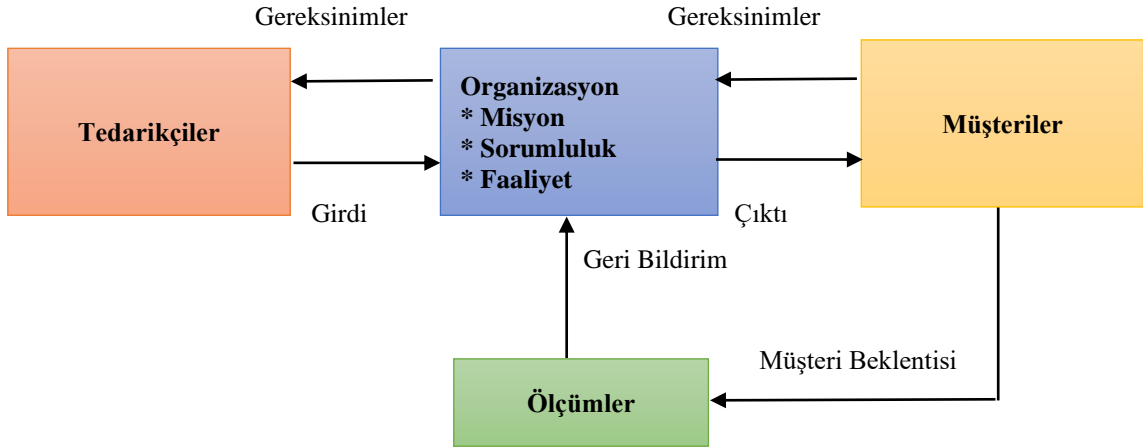 Gereksinimler
Gereksinimler
Tedarikçiler
Organizasyon
* Misyon
* Sorumluluk
* Faaliyet
Müşteriler
Girdi
Çıktı
Geri Bildirim
Müşteri Beklentisi
Ölçümler